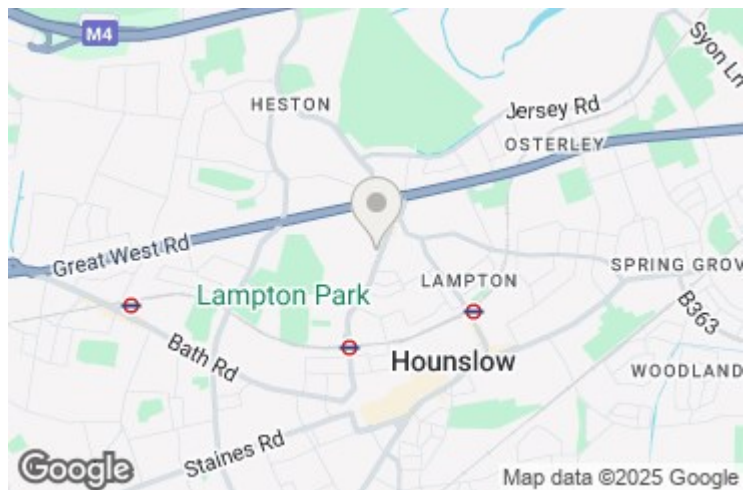 M4
Syon Ln
HESTON
Jersey Rd
OSTERLEY
Great West Rd
SPRING GROV
LAMPTON
Lampton Park
B363
Bath Rd
Hounslow
WOODLAND
Staines Rd
Google
Map data ©2025 Google